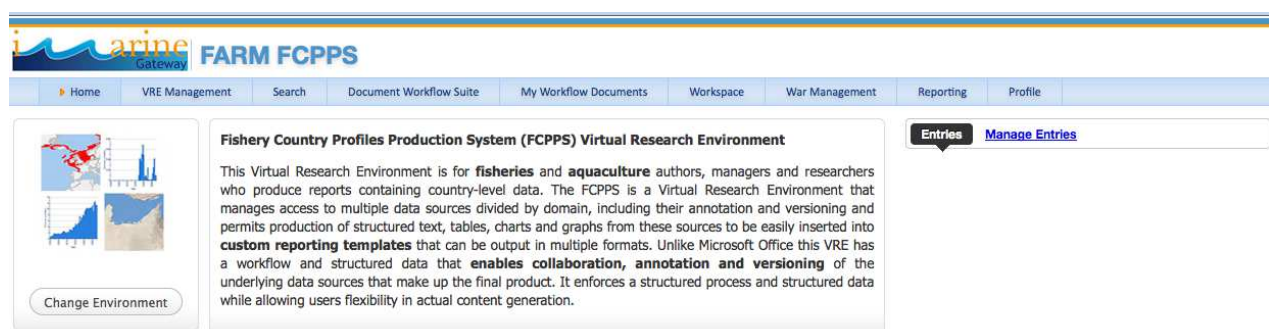 i marine
Gateway
FARM FCPPS
Home VRE Management Search Document Workflow Suite My Workflow Documents Workspace War Management Reporting Profile
Fishery Country Profiles Production System (FCPPS) Virtual Research Environment
This Virtual Research Environment is for fisheries and aquaculture authors, managers and researchers
who produce reports containing country-level data. The FCPPS is a Virtual Research Environment that
manages access to multiple data sources divided by domain, including their annotation and versioning and
permits production of structured text, tables, charts and graphs from these sources to be easily inserted into
custom reporting templates that can be output in multiple formats. Unlike Microsoft Office this VRE has
a workflow and structured data that enables collaboration, annotation and versioning of the
underlying data sources that make up the final product. It enforces a structured process and structured data
while allowing users flexibility in actual content generation.
Change Environment
Entries Manage Entries